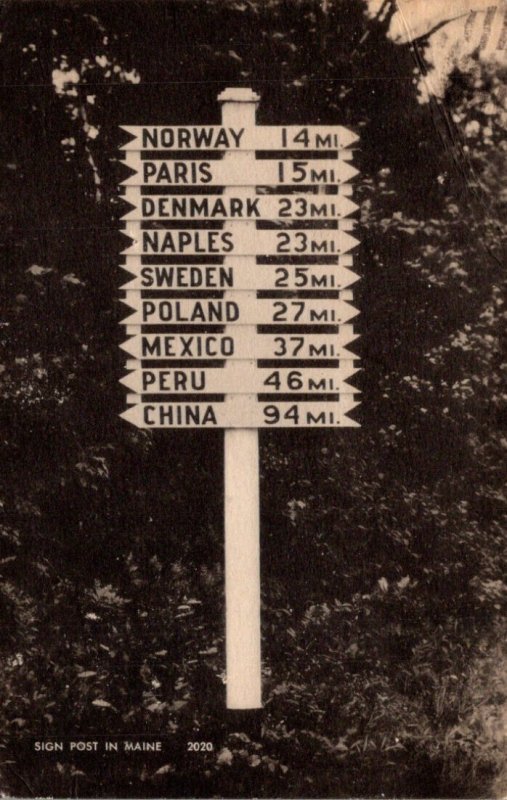 NORWAY 14 MI.
PARIS 15 MI.
DENMARK 23 MI.
NAPLES 23 MI.
SWEDEN 25 MI.
POLAND 27 MI.
MEXICO 37 MI.
PERU 46 MI.
CHINA 94 MI.
SIGN POST IN MAINE 2020